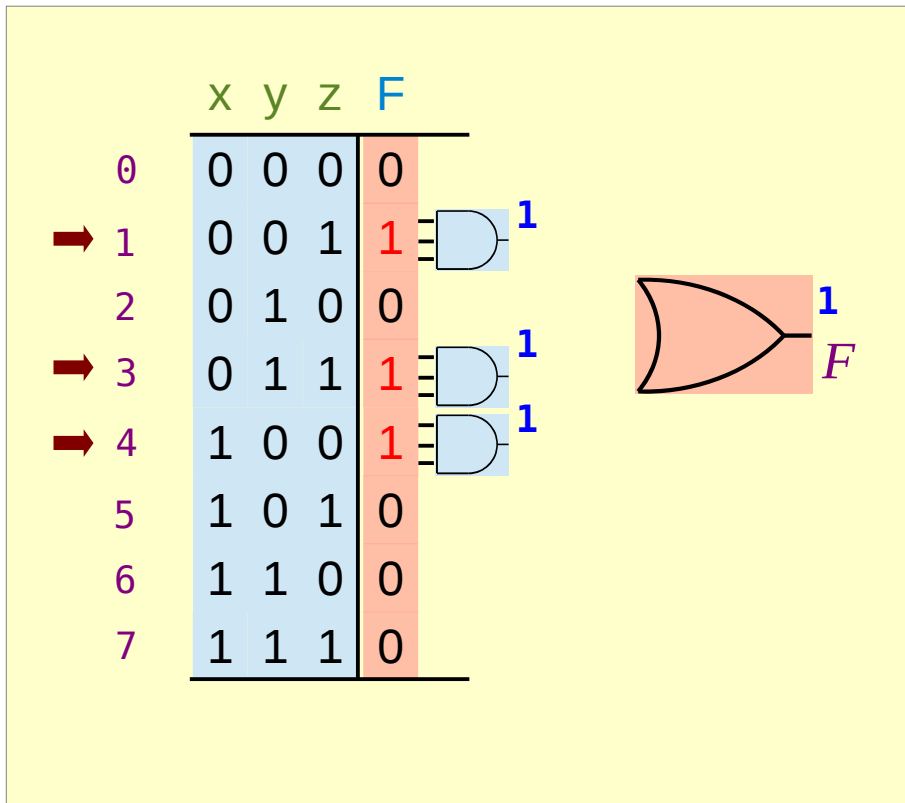 x y z F
0 0 0 0 0
1 0 0 1 1 1
2 0 1 0 0
1
F
3 0 1 1 1 1
4 1 0 0 1 1
5 1 0 1 0
6 1 1 0 0
7 1 1 1 0